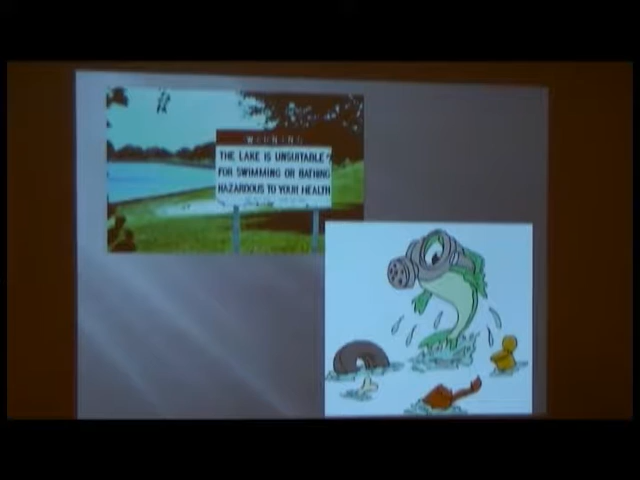 WARNING
THE LAKE IS UNSUITABLE
FOR SWIMMING OR BATHING
HAZARDOUS TO YOUR HEALTH